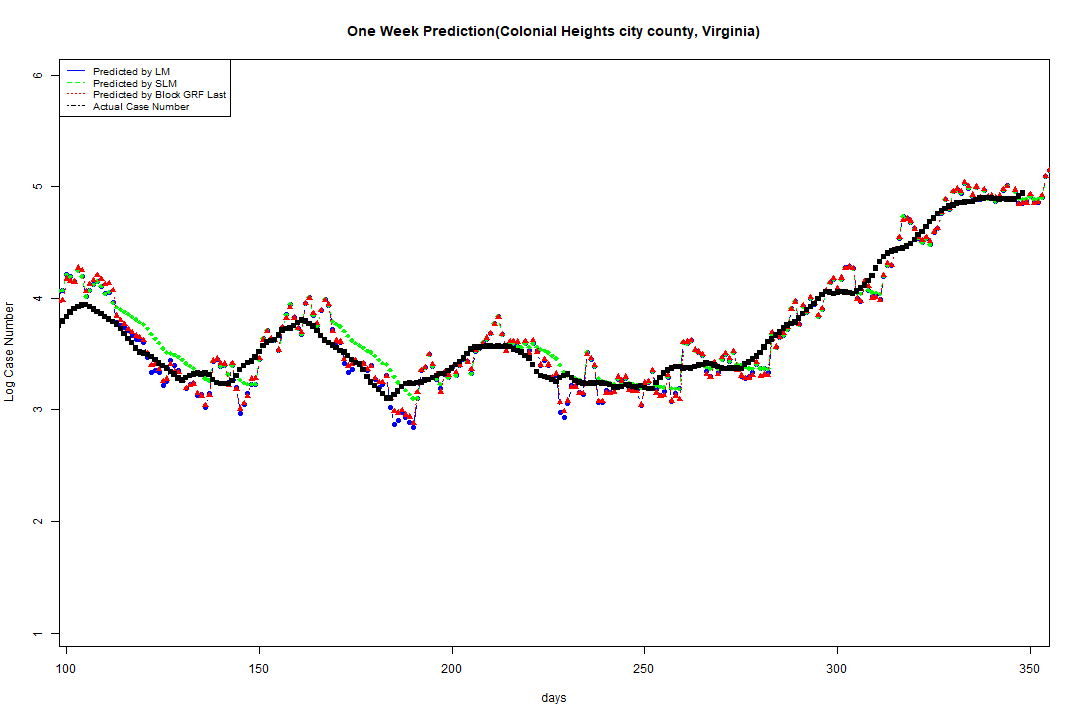 One Week Prediction(Colonial Heights city county, Virginia)
Predicted by LM
Predicted by SLM
Predicted by Block GRF Last
Actual Case Number
Log Case Number
6
5
4
3
2
1
100 150 200 250 300 350
days